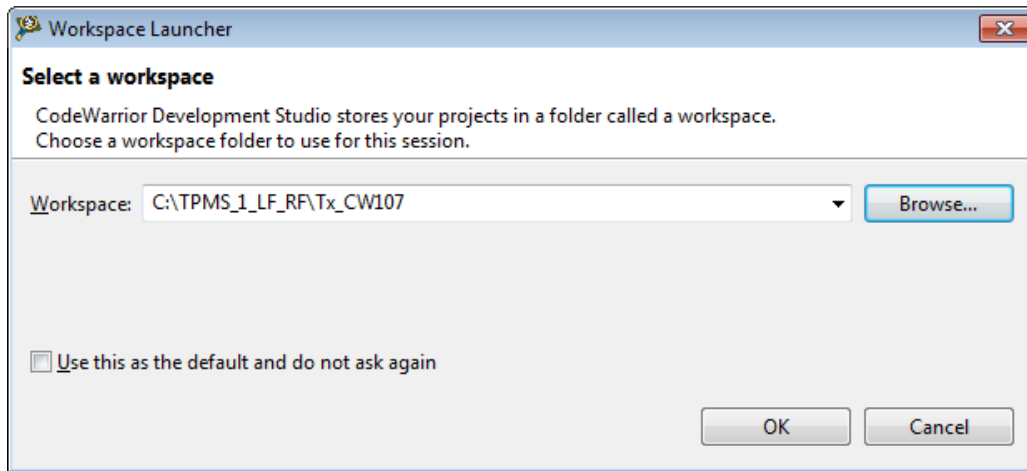 Workspace Launcher
Select a workspace
CodeWarrior Development Studio stores your projects in a folder called a workspace.
Choose a workspace folder to use for this session.
Workspace: C:\TPMS_1_LF_RF\Tx_CW107 Browse...
Use this as the default and do not ask again
OK Cancel